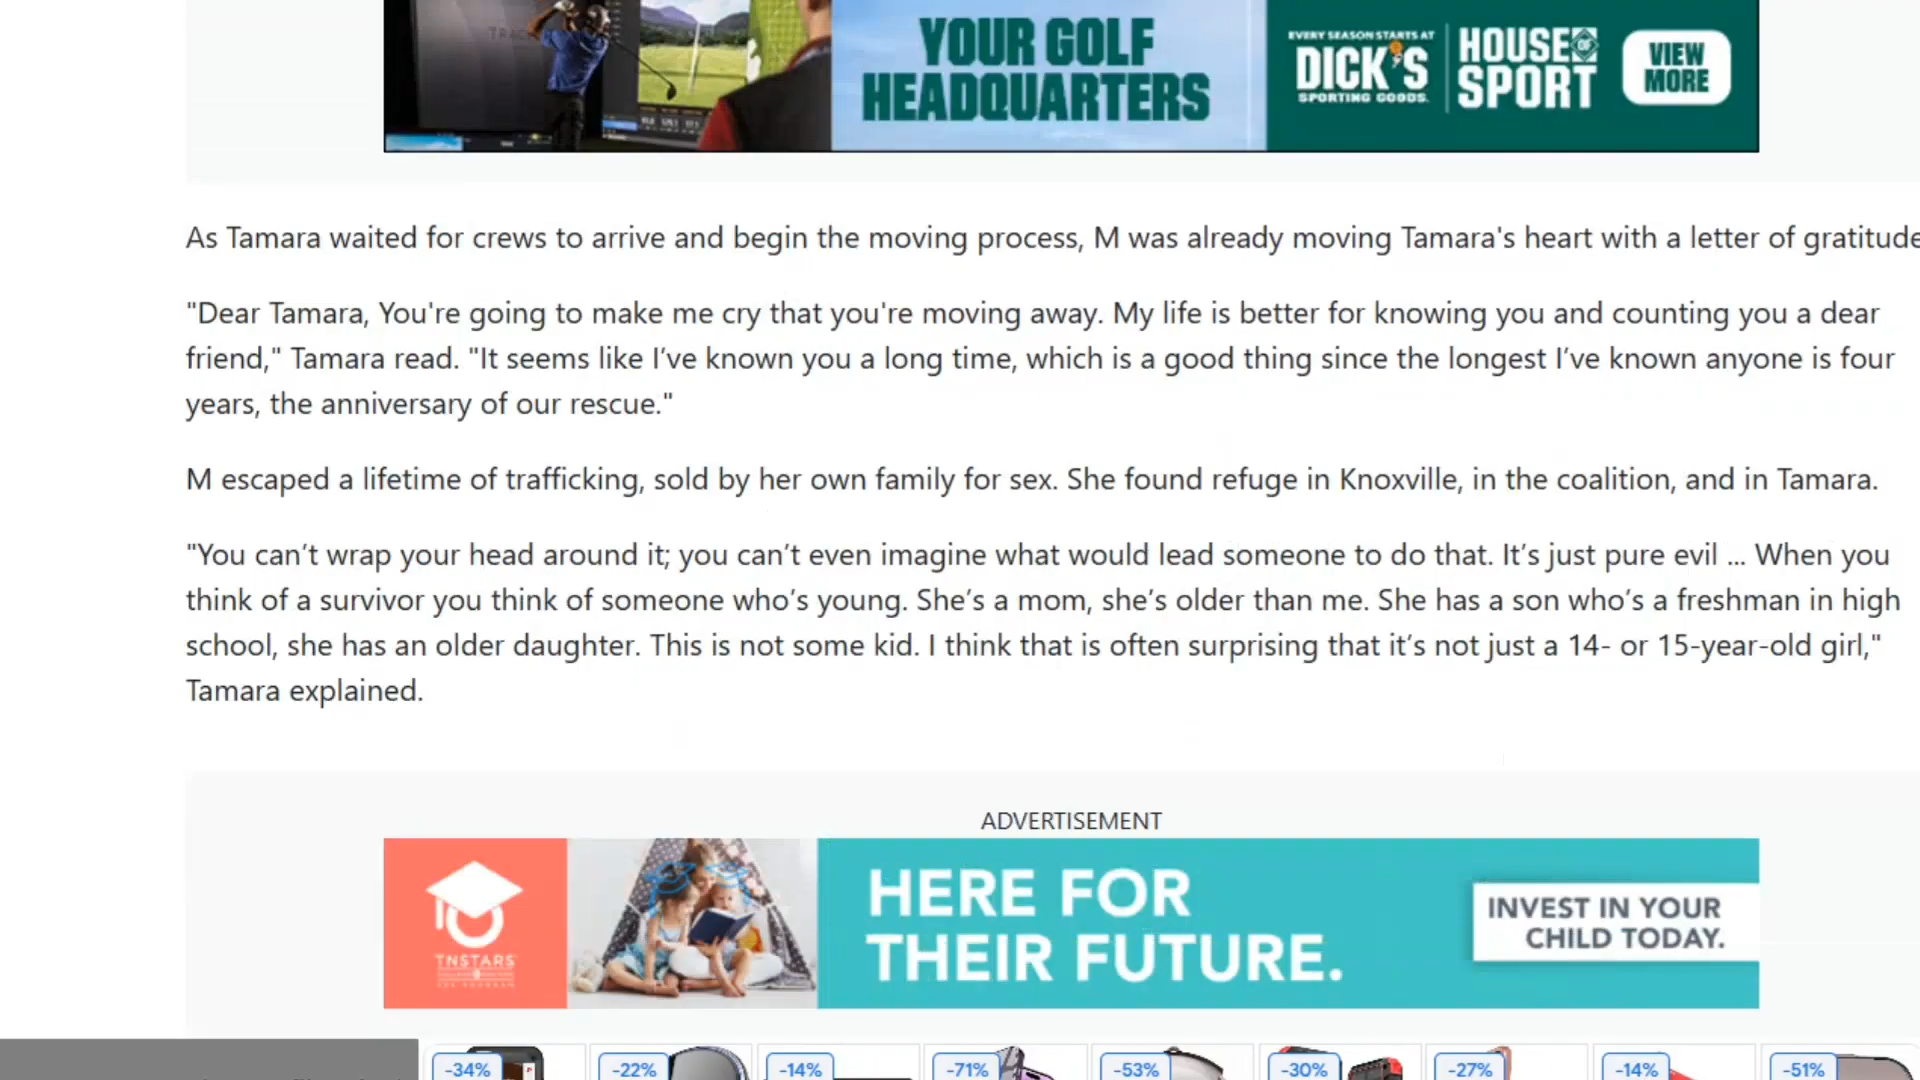 YOUR GOLF
HEADQUARTERS
EVERY SEASON STARTS AT
DICK'S
SPORTING GOODS.
HOUSE OF
SPORT
VIEW
MORE
As Tamara waited for crews to arrive and begin the moving process, M was already moving Tamara's heart with a letter of gratitude
"Dear Tamara, You're going to make me cry that you're moving away. My life is better for knowing you and counting you a dear
friend," Tamara read. "It seems like I’ve known you a long time, which is a good thing since the longest I’ve known anyone is four
years, the anniversary of our rescue."
M escaped a lifetime of trafficking, sold by her own family for sex. She found refuge in Knoxville, in the coalition, and in Tamara.
"You can’t wrap your head around it; you can’t even imagine what would lead someone to do that. It’s just pure evil ... When you
think of a survivor you think of someone who’s young. She’s a mom, she’s older than me. She has a son who’s a freshman in high
school, she has an older daughter. This is not some kid. I think that is often surprising that it’s not just a 14- or 15-year-old girl,"
Tamara explained.
ADVERTISEMENT
TNSTARS
HERE FOR
THEIR FUTURE.
INVEST IN YOUR
CHILD TODAY.
-34% -22% -14% -71% -53% -30% -27% -14% -51%